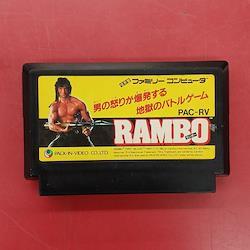 ファミリーコンピュータ
男の怒りが爆発する
地獄のバトルゲーム
PAC-RV
RAMBO
PACK-IN-VIDEO CO.,LTD.